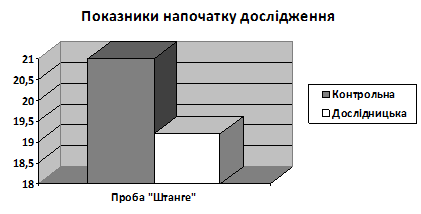 Показники напочатку дослідження
21
20,5
20
19,5
19
18,5
18
Проба "Штанге"
Контрольна
Дослідницька